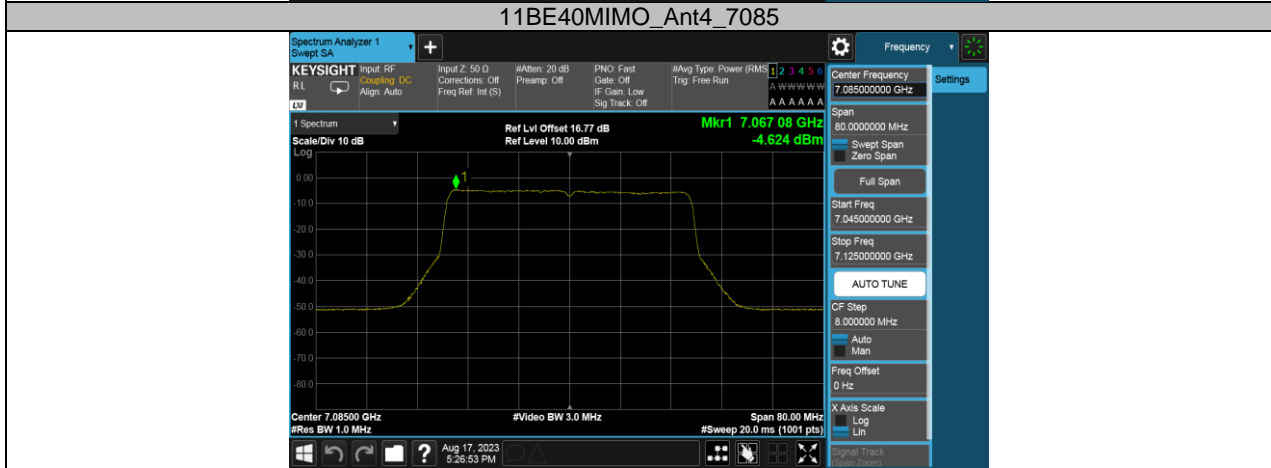 11BE40MIMO_Ant4_7085
Spectrum Analyzer 1
Swept SA
Frequency
KEYSIGHT
RL
LXI
Input: RF
Coupling: DC
Align: Auto
Input Z: 50 Ω
Corrections: Off
Freq Ref: Int (S)
#Atten: 20 dB
Preamp: Off
PNO: Fast
Gate: Off
IF Gain: Low
Sig Track: Off
#Avg Type: Power (RMS
Trig: Free Run
1 2 3 4 5 6
A W W W W W
A A A A A A
Center Frequency
7.085000000 GHz
Settings
Span
80.0000000 MHz
Swept Span
Zero Span
Full Span
Start Freq
7.045000000 GHz
Stop Freq
7.125000000 GHz
AUTO TUNE
CF Step
8.000000 MHz
Auto
Man
Freq Offset
0 Hz
X Axis Scale
Log
Lin
Signal Track
(Span Zoom)
1 Spectrum
Scale/Div 10 dB
Log
Ref Lvl Offset 16.77 dB
Ref Level 10.00 dBm
Mkr1 7.067 08 GHz
-4.624 dBm
1
0.00
-10.0
-20.0
-30.0
-40.0
-50.0
-60.0
-70.0
-80.0
Center 7.08500 GHz
#Res BW 1.0 MHz
#Video BW 3.0 MHz
Span 80.00 MHz
#Sweep 20.0 ms (1001 pts)
?
Aug 17, 2023
5:26:53 PM